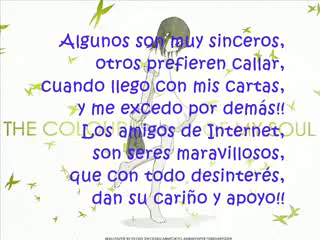 Algunos son muy sinceros,
otros prefieren callar,
cuando llego con mis cartas,
y me excedo por demás!!
THE COLOUR OF MY SOUL
Los amigos de Internet,
son seres maravillosos,
que con todo desinterés,
dan su cariño y apoyo!!